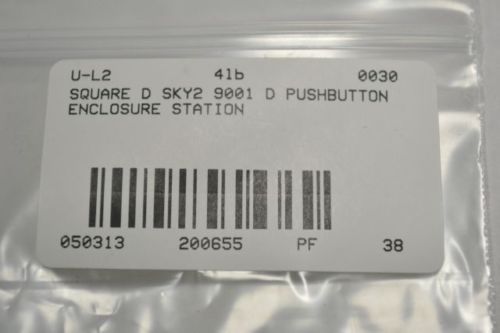 U-L2 41b 0030
SQUARE D SKY2 9001 D PUSHBUTTON
ENCLOSURE STATION
050313 200655 PF 38